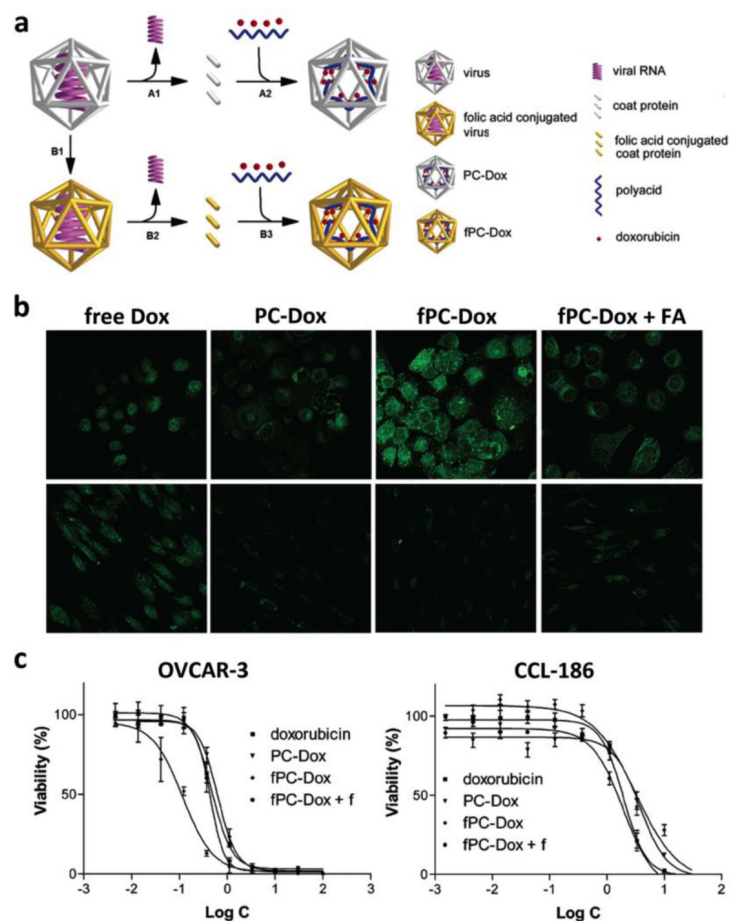 a
A1
A2
B1
B2
B3
virus
folic acid conjugated
virus
PC-Dox
fPC-Dox
viral RNA
coat protein
folic acid conjugated
coat protein
polyacid
doxorubicin
b
free Dox
PC-Dox
fPC-Dox
fPC-Dox + FA
c
OVCAR-3
Viability (%)
100
50
0
-3
-2
-1
0
1
2
3
Log C
doxorubicin
PC-Dox
fPC-Dox
fPC-Dox + f
CCL-186
Viability (%)
100
50
0
-3
-2
-1
0
1
2
Log C
doxorubicin
PC-Dox
fPC-Dox
fPC-Dox + f